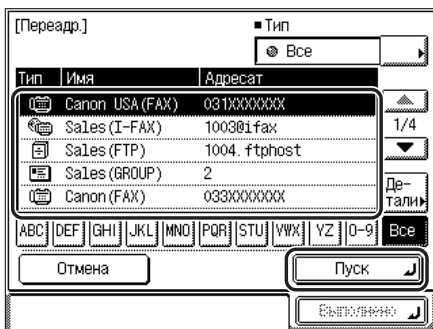 [Переадр.]
■ Тип
Все
Тип Имя Адресат
Canon USA(FAX) 031XXXXXXX
Sales(I-FAX) 1003@ifax
Sales(FTP) 1004.ftphost
Sales(GROUP) 2
Canon(FAX) 033XXXXXXX
1/4
Де-
тали
ABC DEF GHI JKL MNO PQR STU VWX YZ 0-9 Все
Отмена Пуск
Выполнено